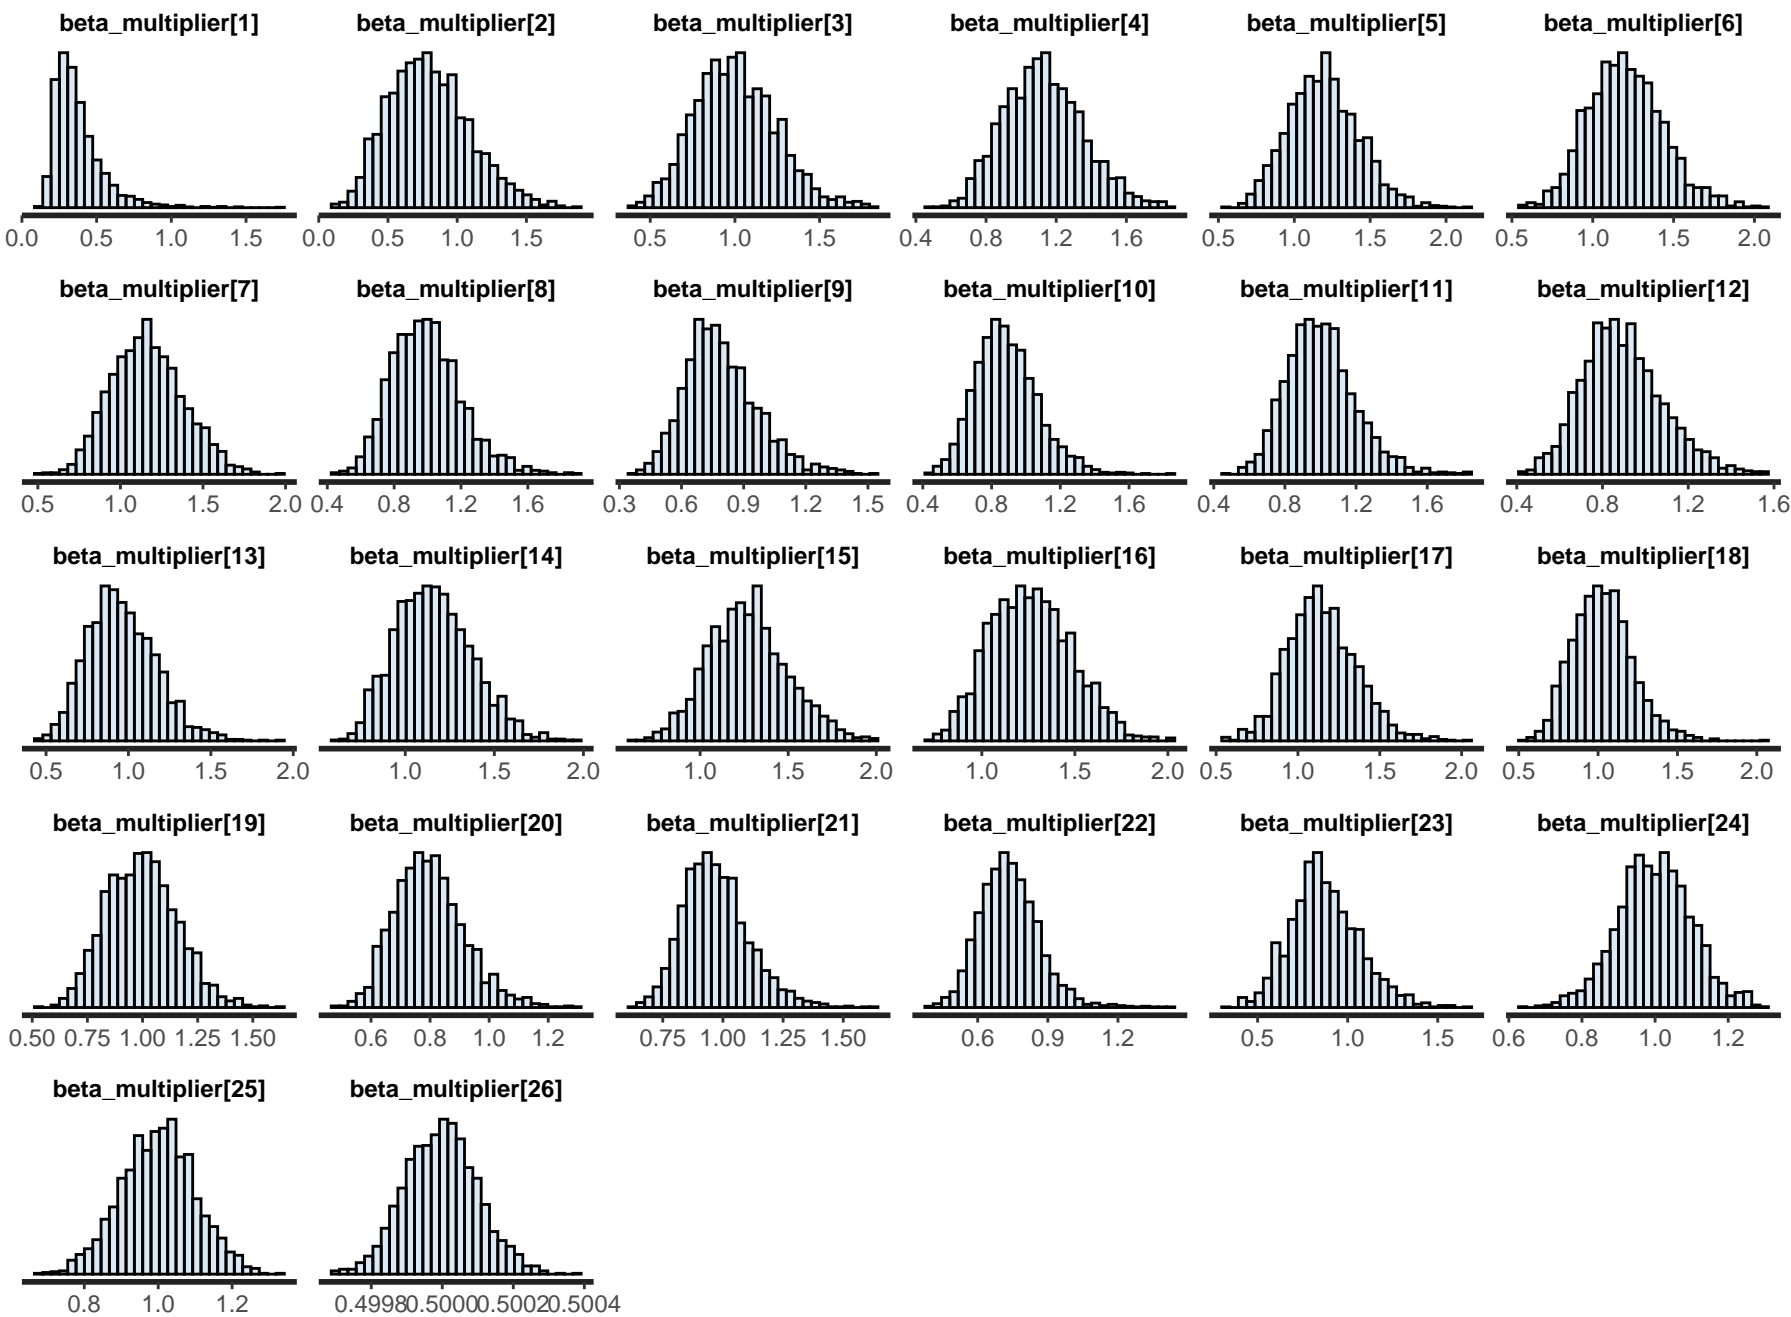 beta_multiplier[1] beta_multiplier[2] beta_multiplier[3] beta_multiplier[4] beta_multiplier[5] beta_multiplier[6]
0.0 0.5 1.0 1.5 0.0 0.5 1.0 1.5 0.5 1.0 1.5 0.4 0.8 1.2 1.6 0.5 1.0 1.5 2.0 0.5 1.0 1.5 2.0
beta_multiplier[7] beta_multiplier[8] beta_multiplier[9] beta_multiplier[10] beta_multiplier[11] beta_multiplier[12]
0.5 1.0 1.5 2.0 0.4 0.8 1.2 1.6 0.3 0.6 0.9 1.2 1.5 0.4 0.8 1.2 1.6 0.4 0.8 1.2 1.6 0.4 0.8 1.2 1.6
beta_multiplier[13] beta_multiplier[14] beta_multiplier[15] beta_multiplier[16] beta_multiplier[17] beta_multiplier[18]
0.5 1.0 1.5 2.0 1.0 1.5 2.0 1.0 1.5 2.0 1.0 1.5 2.0 0.5 1.0 1.5 2.0 0.5 1.0 1.5 2.0
beta_multiplier[19] beta_multiplier[20] beta_multiplier[21] beta_multiplier[22] beta_multiplier[23] beta_multiplier[24]
0.50 0.75 1.00 1.25 1.50 0.6 0.8 1.0 1.2 0.75 1.00 1.25 1.50 0.6 0.9 1.2 0.5 1.0 1.5 0.6 0.8 1.0 1.2
beta_multiplier[25] beta_multiplier[26]
0.8 1.0 1.2 0.4998 0.5000 0.5002 0.5004